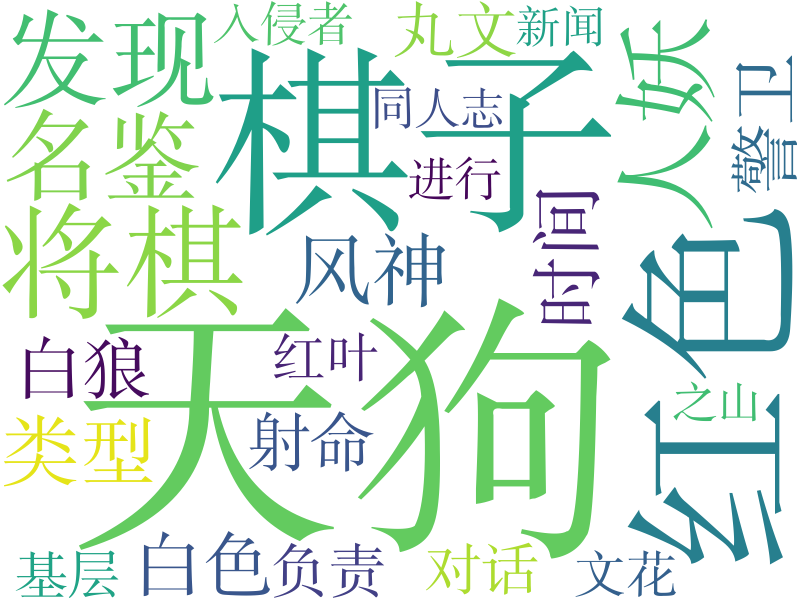 入侵者
丸文
新闻
发现
棋子
同人志
人妖
警卫
名鉴
进行
时间
将棋
风神
红色
天狗
白狼
红叶
之山
类型
射命
基层
白色
负责
对话
文花